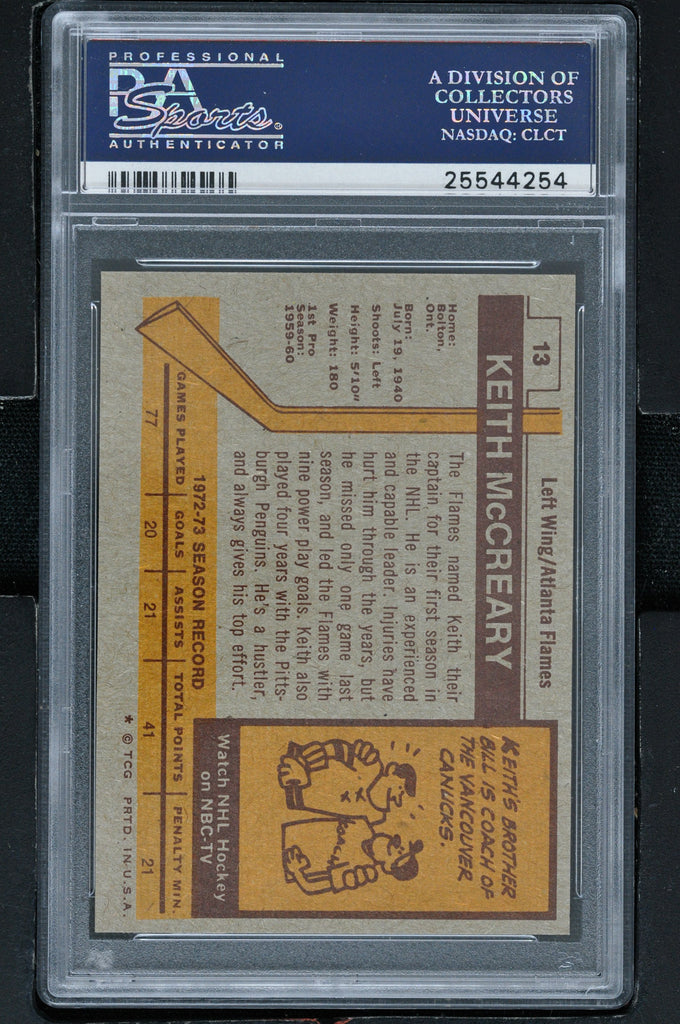 PROFESSIONAL
PSA
Sports®
AUTHENTICATOR
A DIVISION OF
COLLECTORS
UNIVERSE
NASDAQ: CLCT
25544254
13
Left Wing/Atlanta Flames
KEITH McCREARY
Home:
Bolton,
Ont.
Born:
July 19, 1940
Shoots: Left
Height: 5'10"
Weight: 180
1st Pro
Season:
1959-60
The Flames named Keith their
captain for their first season in
the NHL. He is an experienced
and capable leader. Injuries have
hurt him through the years, but
he missed only one game last
season, and led the Flames with
nine power play goals. Keith also
played four years with the Pitts-
burgh Penguins. He's a hustler,
and always gives his top effort.
KEITH'S BROTHER
BILL IS COACH OF
THE VANCOUVER
CANUCKS.
Watch NHL Hockey
on NBC-TV
1972-73 SEASON RECORD
GAMES PLAYED GOALS ASSISTS TOTAL POINTS PENALTY MIN.
77 20 21 41 21
* © TCG PRTD. IN U.S.A.